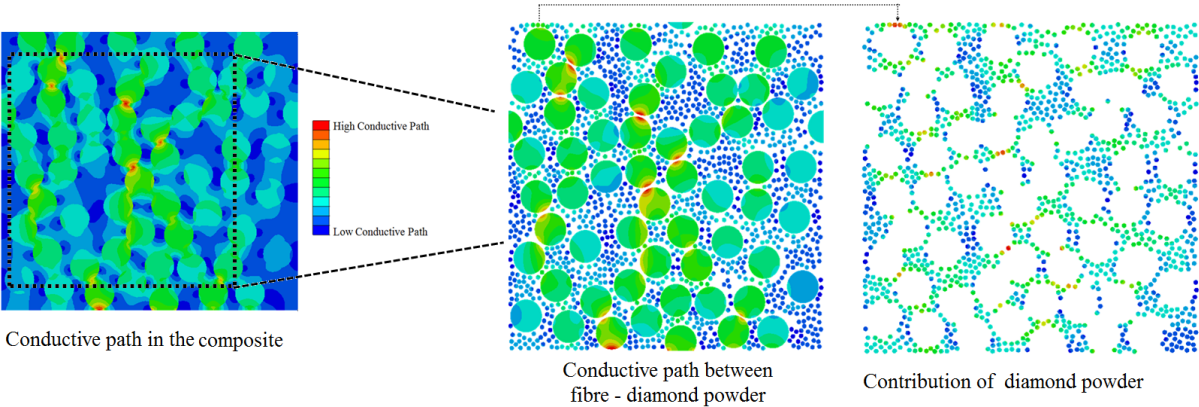 High Conductive Path
Low Conductive Path
Conductive path in the composite
Conductive path between
fibre - diamond powder
Contribution of diamond powder